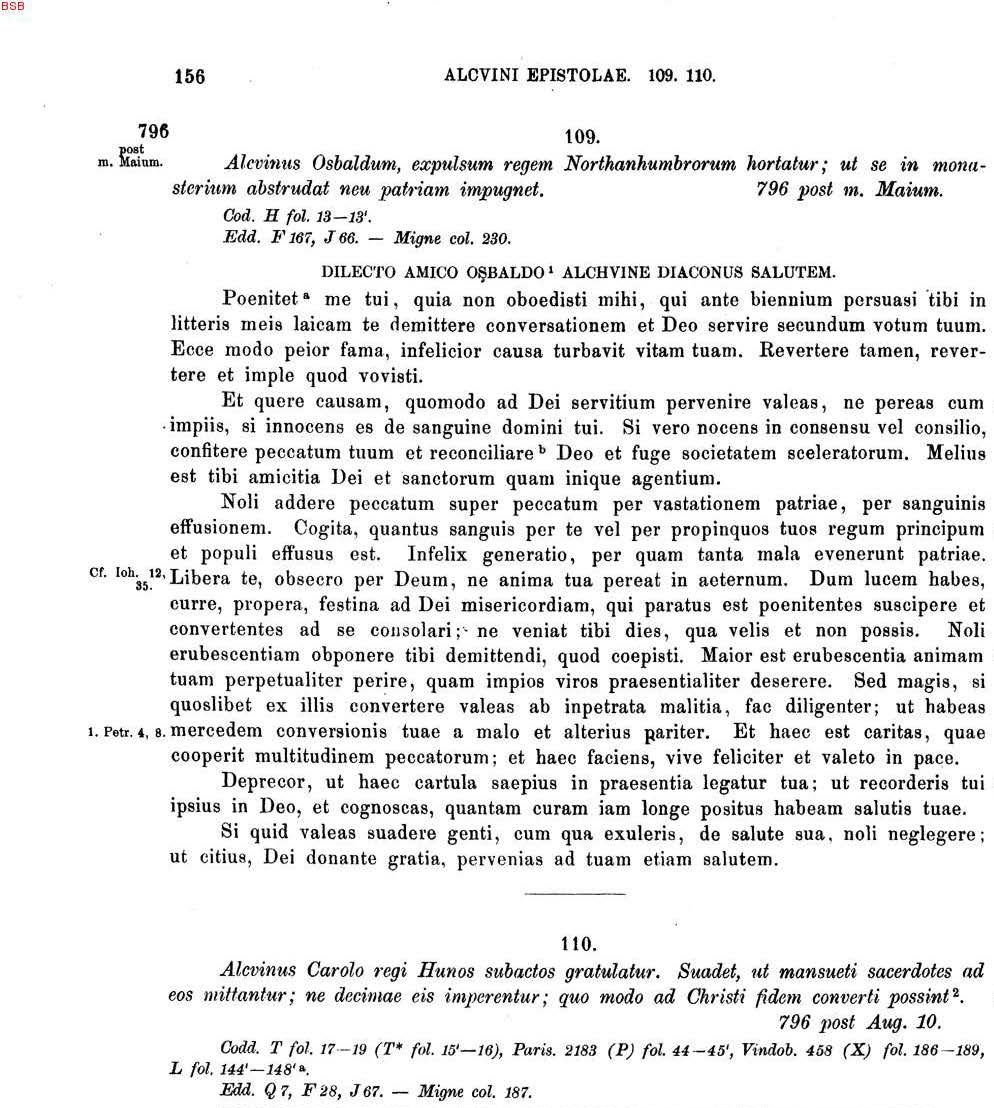 BSB
156 ALCVINI EPISTOLAE. 109. 110.
796
post
m. Maium.
109.
Alcvinus Osbaldum, expulsum regem Northanhumbrorum hortatur; ut se in mona-
sterium abstrudat neu patriam impugnet. 796 post m. Maium.
Cod. H fol. 13—13'.
Edd. F 167, J 66. — Migne col. 230.
DILECTO AMICO OSBALDO¹ ALCHVINE DIACONUS SALUTEM.
Poenitetᵃ me tui, quia non oboedisti mihi, qui ante biennium persuasi tibi in
litteris meis laicam te demittere conversationem et Deo servire secundum votum tuum.
Ecce modo peior fama, infelicior causa turbavit vitam tuam. Revertere tamen, rever-
tere et imple quod vovisti.
Et quere causam, quomodo ad Dei servitium pervenire valeas, ne pereas cum
impiis, si innocens es de sanguine domini tui. Si vero nocens in consensu vel consilio,
confitere peccatum tuum et reconciliareᵇ Deo et fuge societatem sceleratorum. Melius
est tibi amicitia Dei et sanctorum quam inique agentium.
Noli addere peccatum super peccatum per vastationem patriae, per sanguinis
effusionem. Cogita, quantus sanguis per te vel per propinquos tuos regum principum
et populi effusus est. Infelix generatio, per quam tanta mala evenerunt patriae.
Cf. Ioh. 12, 35. Libera te, obsecro per Deum, ne anima tua pereat in aeternum. Dum lucem habes,
curre, propera, festina ad Dei misericordiam, qui paratus est poenitentes suscipere et
convertentes ad se consolari; ne veniat tibi dies, qua velis et non possis. Noli
erubescentiam obponere tibi demittendi, quod coepisti. Maior est erubescentia animam
tuam perpetualiter perire, quam impios viros praesentialiter deserere. Sed magis, si
quoslibet ex illis convertere valeas ab inpetrata malitia, fac diligenter; ut habeas
1. Petr. 4, 8. mercedem conversionis tuae a malo et alterius pariter. Et haec est caritas, quae
cooperit multitudinem peccatorum; et haec faciens, vive feliciter et valeto in pace.
Deprecor, ut haec cartula saepius in praesentia legatur tua; ut recorderis tui
ipsius in Deo, et cognoscas, quantam curam iam longe positus habeam salutis tuae.
Si quid valeas suadere genti, cum qua exuleris, de salute sua, noli neglegere;
ut citius, Dei donante gratia, pervenias ad tuam etiam salutem.
110.
Alcvinus Carolo regi Hunos subactos gratulatur. Suadet, ut mansueti sacerdotes ad
eos mittantur; ne decimae eis imperentur; quo modo ad Christi fidem converti possint².
796 post Aug. 10.
Codd. T fol. 17—19 (T* fol. 15'—16), Paris. 2183 (P) fol. 44—45', Vindob. 458 (X) fol. 186—189,
L fol. 144'—148'ᵃ.
Edd. Q 7, F 28, J 67. — Migne col. 187.